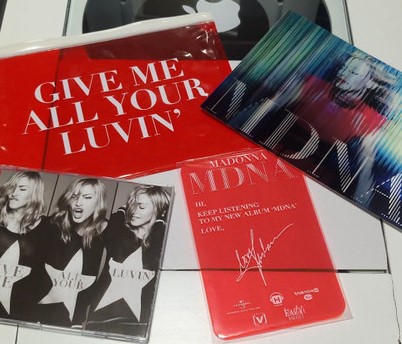 GIVE ME
ALL YOUR
LUVIN'
MDNA
MADONNA
MDNA
HI,
KEEP LISTENING
TO MY NEW ALBUM 'MDNA'
LOVE,
ALL
YOUR
LUVIN'